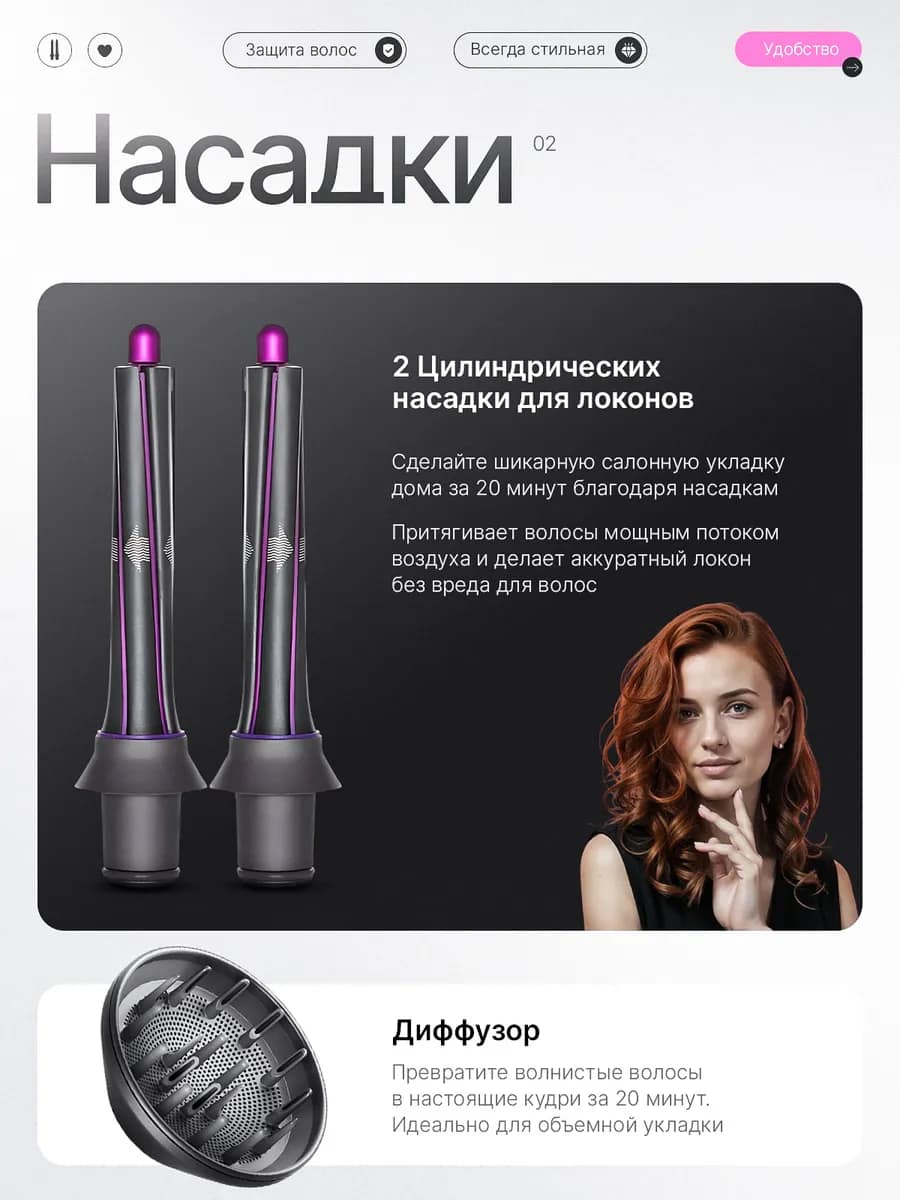 Защита волос
Всегда стильная
Удобство
Насадки 02
2 Цилиндрических
насадки для локонов
Сделайте шикарную салонную укладку
дома за 20 минут благодаря насадкам
Притягивает волосы мощным потоком
воздуха и делает аккуратный локон
без вреда для волос
Диффузор
Превратите волнистые волосы
в настоящие кудри за 20 минут.
Идеально для объемной укладки